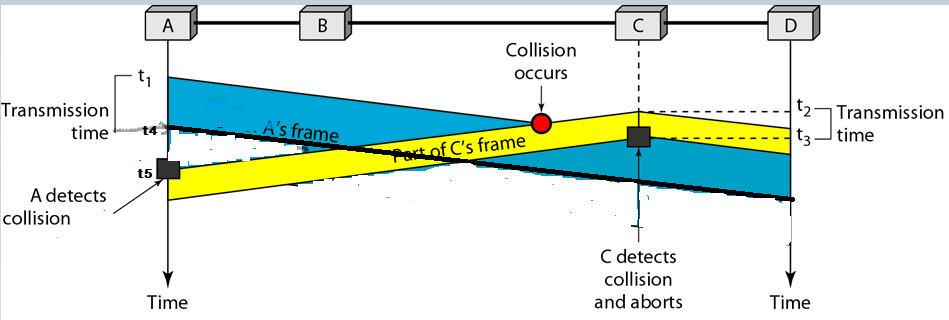 A
B
C
D
Collision
occurs
t1
Transmission
time
t4
A's frame
Part of C's frame
t2
Transmission
time
t3
t5
A detects
collision
C detects
collision
and aborts
Time
Time